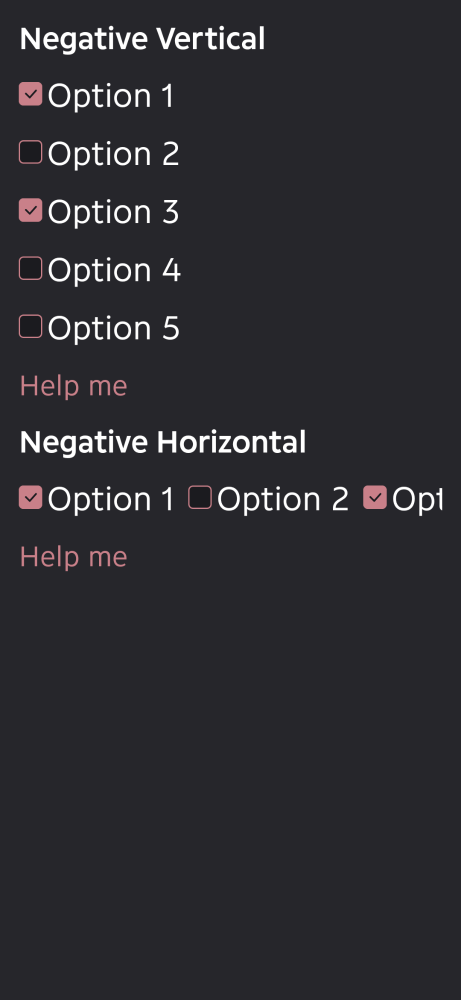 Negative Vertical
Option 1
Option 2
Option 3
Option 4
Option 5
Help me
Negative Horizontal
Option 1 Option 2 Opt
Help me